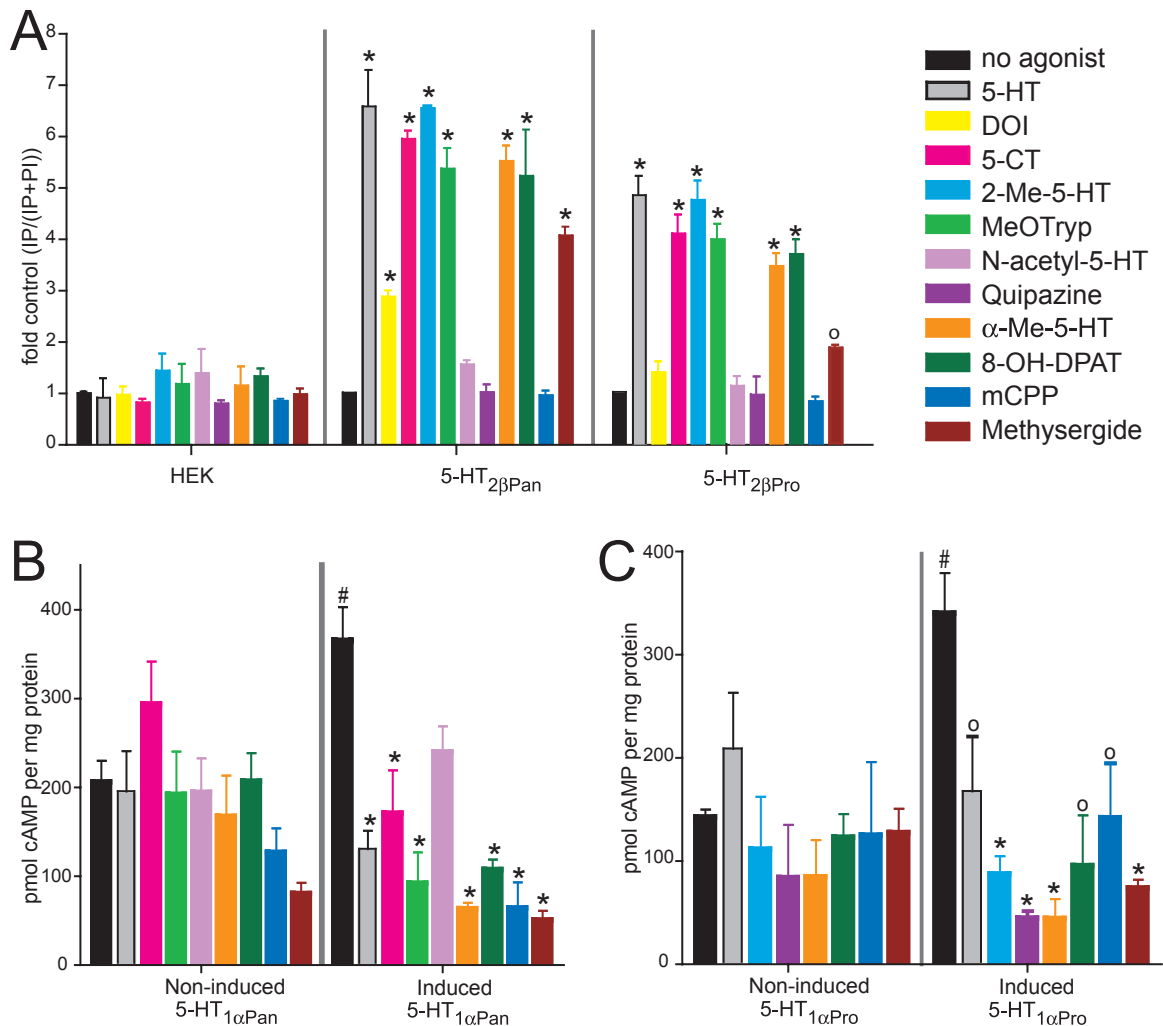 A
fold control (IP/(IP+PI))
8
7
6
5
4
3
2
1
0
* * * * * * * *
* * * * * * o
HEK
5-HT2βPan
5-HT2βPro
no agonist
5-HT
DOI
5-CT
2-Me-5-HT
MeOTryp
N-acetyl-5-HT
Quipazine
α-Me-5-HT
8-OH-DPAT
mCPP
Methysergide
B
pmol cAMP per mg protein
400
300
200
100
0
# * * * * * * *
Non-induced
5-HT1αPan
Induced
5-HT1αPan
C
pmol cAMP per mg protein
400
300
200
100
0
# o * * * o o *
Non-induced
5-HT1αPro
Induced
5-HT1αPro